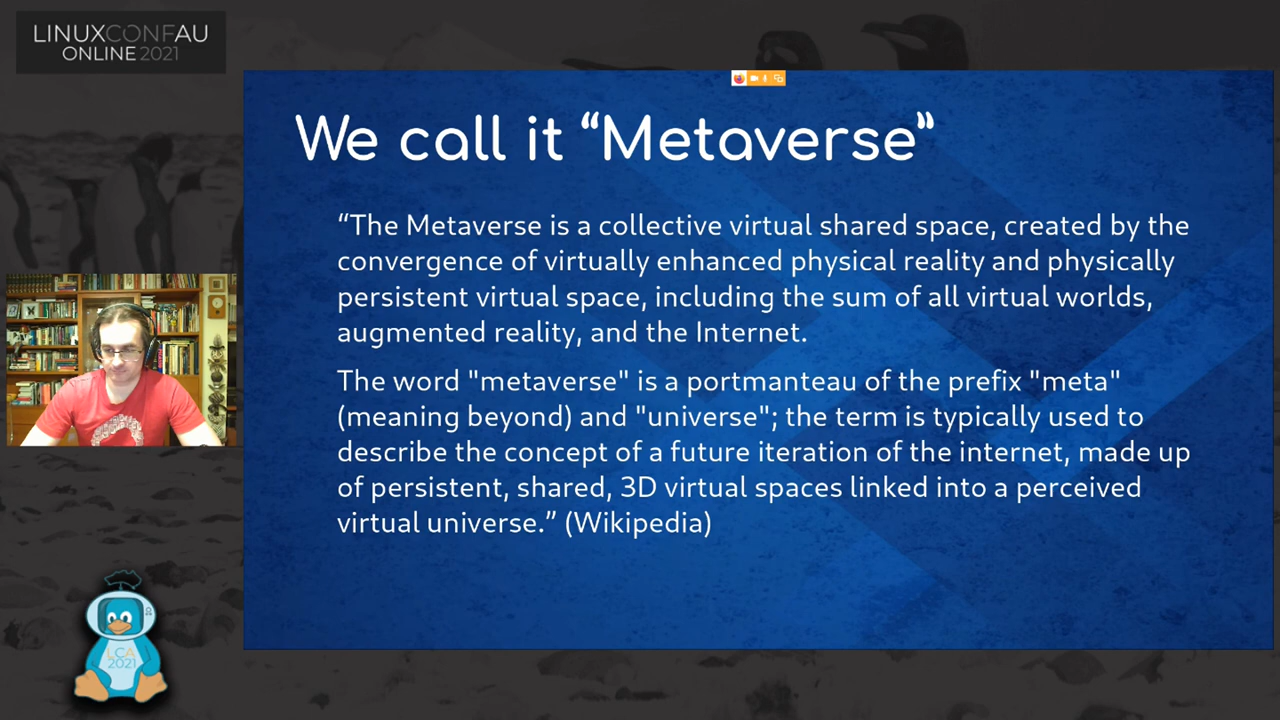 LINUXCONFAU
ONLINE 2021
We call it “Metaverse”
“The Metaverse is a collective virtual shared space, created by the
convergence of virtually enhanced physical reality and physically
persistent virtual space, including the sum of all virtual worlds,
augmented reality, and the Internet.
The word "metaverse" is a portmanteau of the prefix "meta"
(meaning beyond) and "universe"; the term is typically used to
describe the concept of a future iteration of the internet, made up
of persistent, shared, 3D virtual spaces linked into a perceived
virtual universe.” (Wikipedia)
LCA
2021